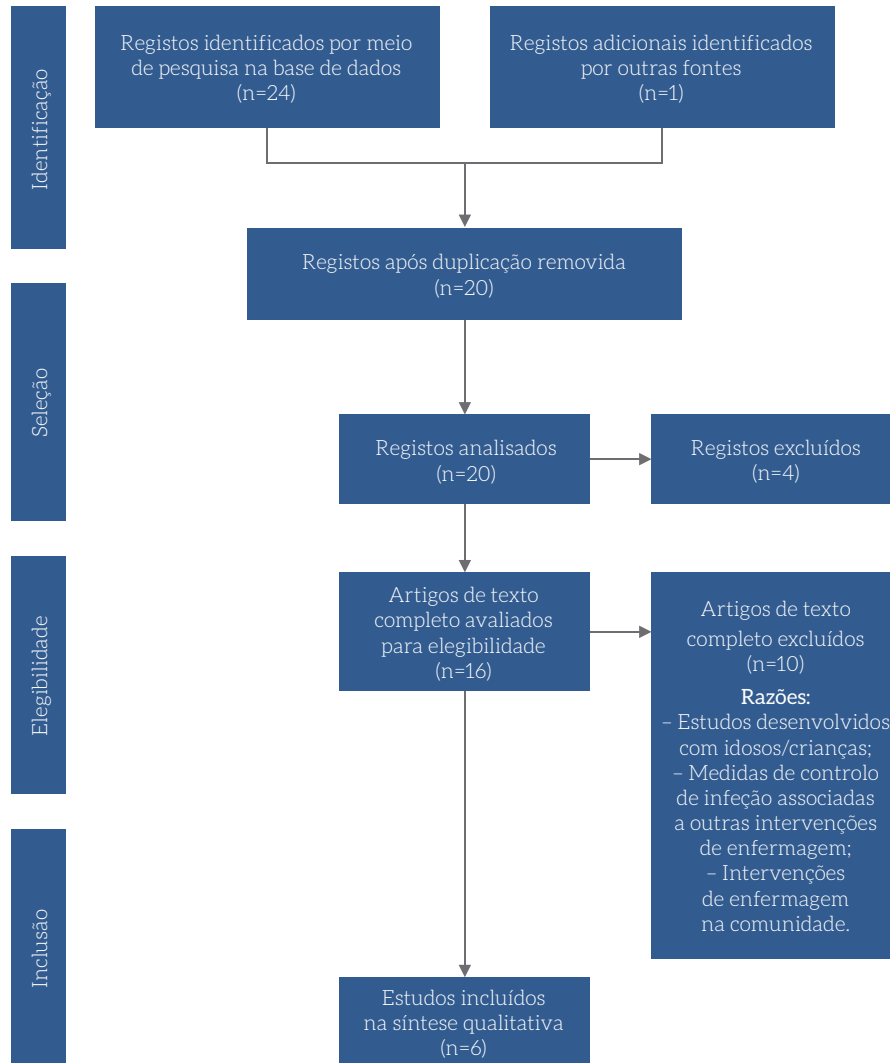 Identificação
Registos identificados por meio
de pesquisa na base de dados
(n=24)
Registos adicionais identificados
por outras fontes
(n=1)
Registos após duplicação removida
(n=20)
Seleção
Registos analisados
(n=20)
Registos excluídos
(n=4)
Elegibilidade
Artigos de texto
completo avaliados
para elegibilidade
(n=16)
Artigos de texto
completo excluídos
(n=10)
Razões:
– Estudos desenvolvidos
com idosos/crianças;
– Medidas de controlo
de infeção associadas
a outras intervenções
de enfermagem;
– Intervenções
de enfermagem
na comunidade.
Inclusão
Estudos incluídos
na síntese qualitativa
(n=6)